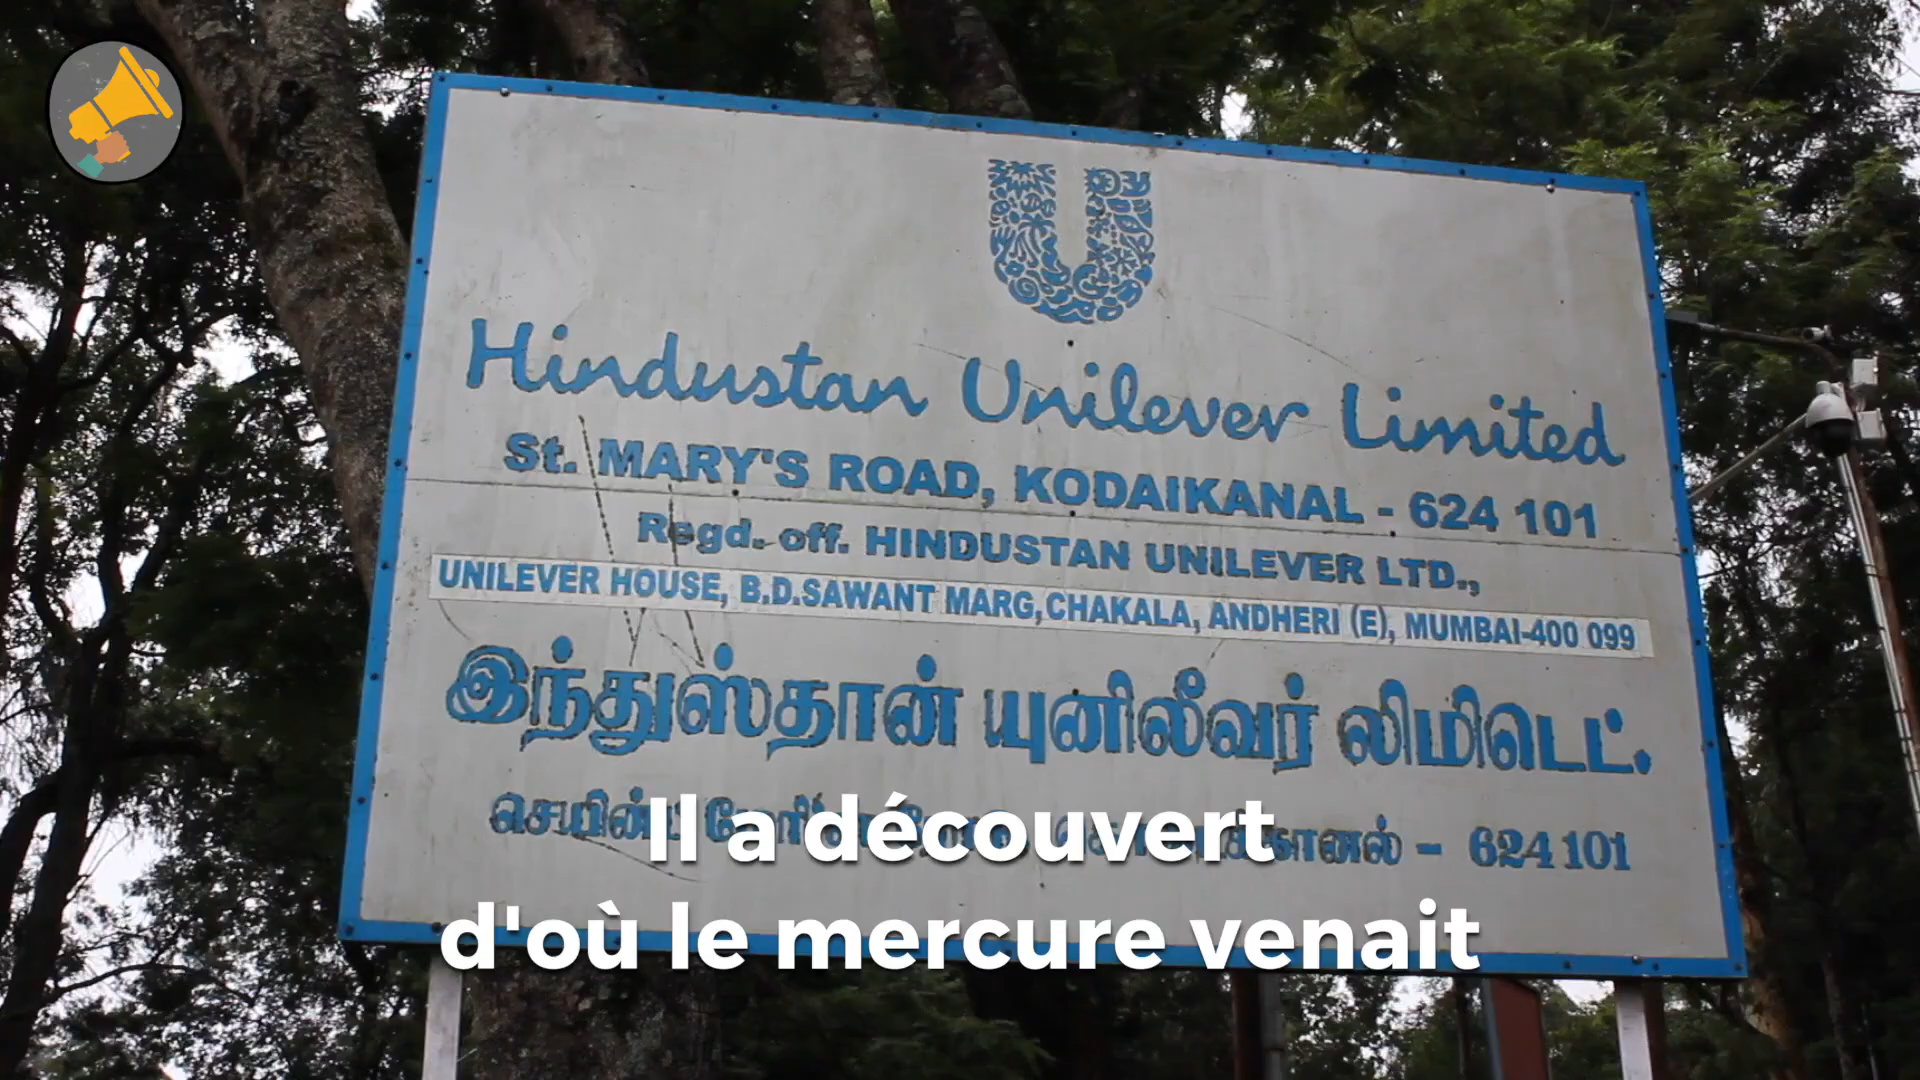 Hindustan Unilever Limited
St. MARY'S ROAD, KODAIKANAL - 624 101
Regd. off. HINDUSTAN UNILEVER LTD.,
UNILEVER HOUSE, B.D.SAWANT MARG, CHAKALA, ANDHERI (E), MUMBAI-400 099
இந்துஸ்தான் யுனிலீவர் லிமிடெட்.
– 624 101
Il a découvert
d'où le mercure venait